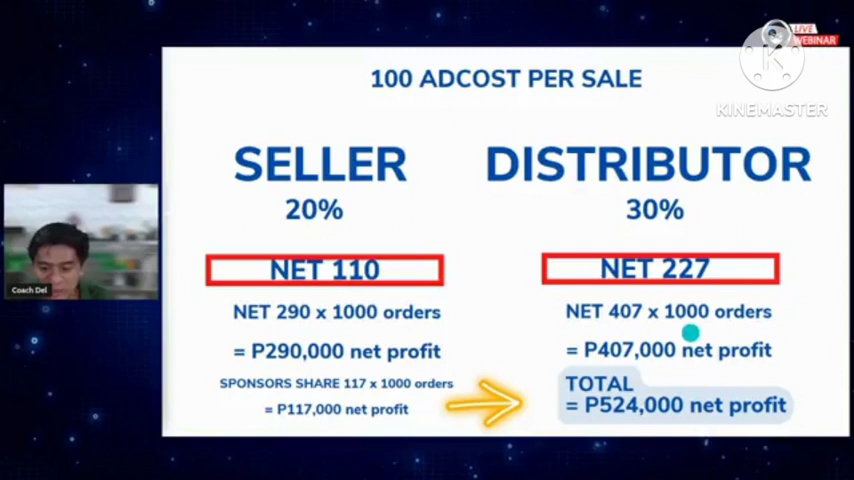 LIVE
WEBINAR
KINEMASTER
100 ADCOST PER SALE
SELLER
20%
NET 110
NET 290 x 1000 orders
= P290,000 net profit
SPONSORS SHARE 117 x 1000 orders
= P117,000 net profit
DISTRIBUTOR
30%
NET 227
NET 407 x 1000 orders
= P407,000 net profit
TOTAL
= P524,000 net profit
Coach Del